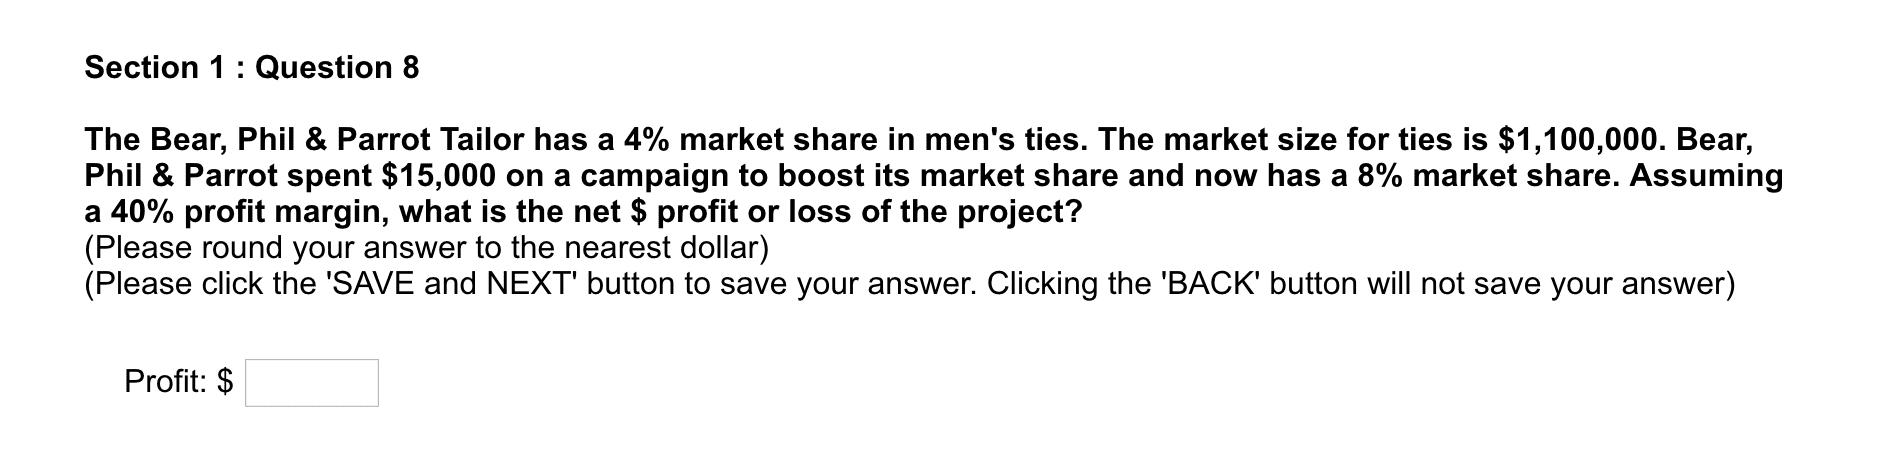 Section 1 : Question 8
The Bear, Phil & Parrot Tailor has a 4% market share in men's ties. The market size for ties is $1,100,000. Bear,
Phil & Parrot spent $15,000 on a campaign to boost its market share and now has a 8% market share. Assuming
a 40% profit margin, what is the net $ profit or loss of the project?
(Please round your answer to the nearest dollar)
(Please click the 'SAVE and NEXT' button to save your answer. Clicking the 'BACK' button will not save your answer)
Profit: $